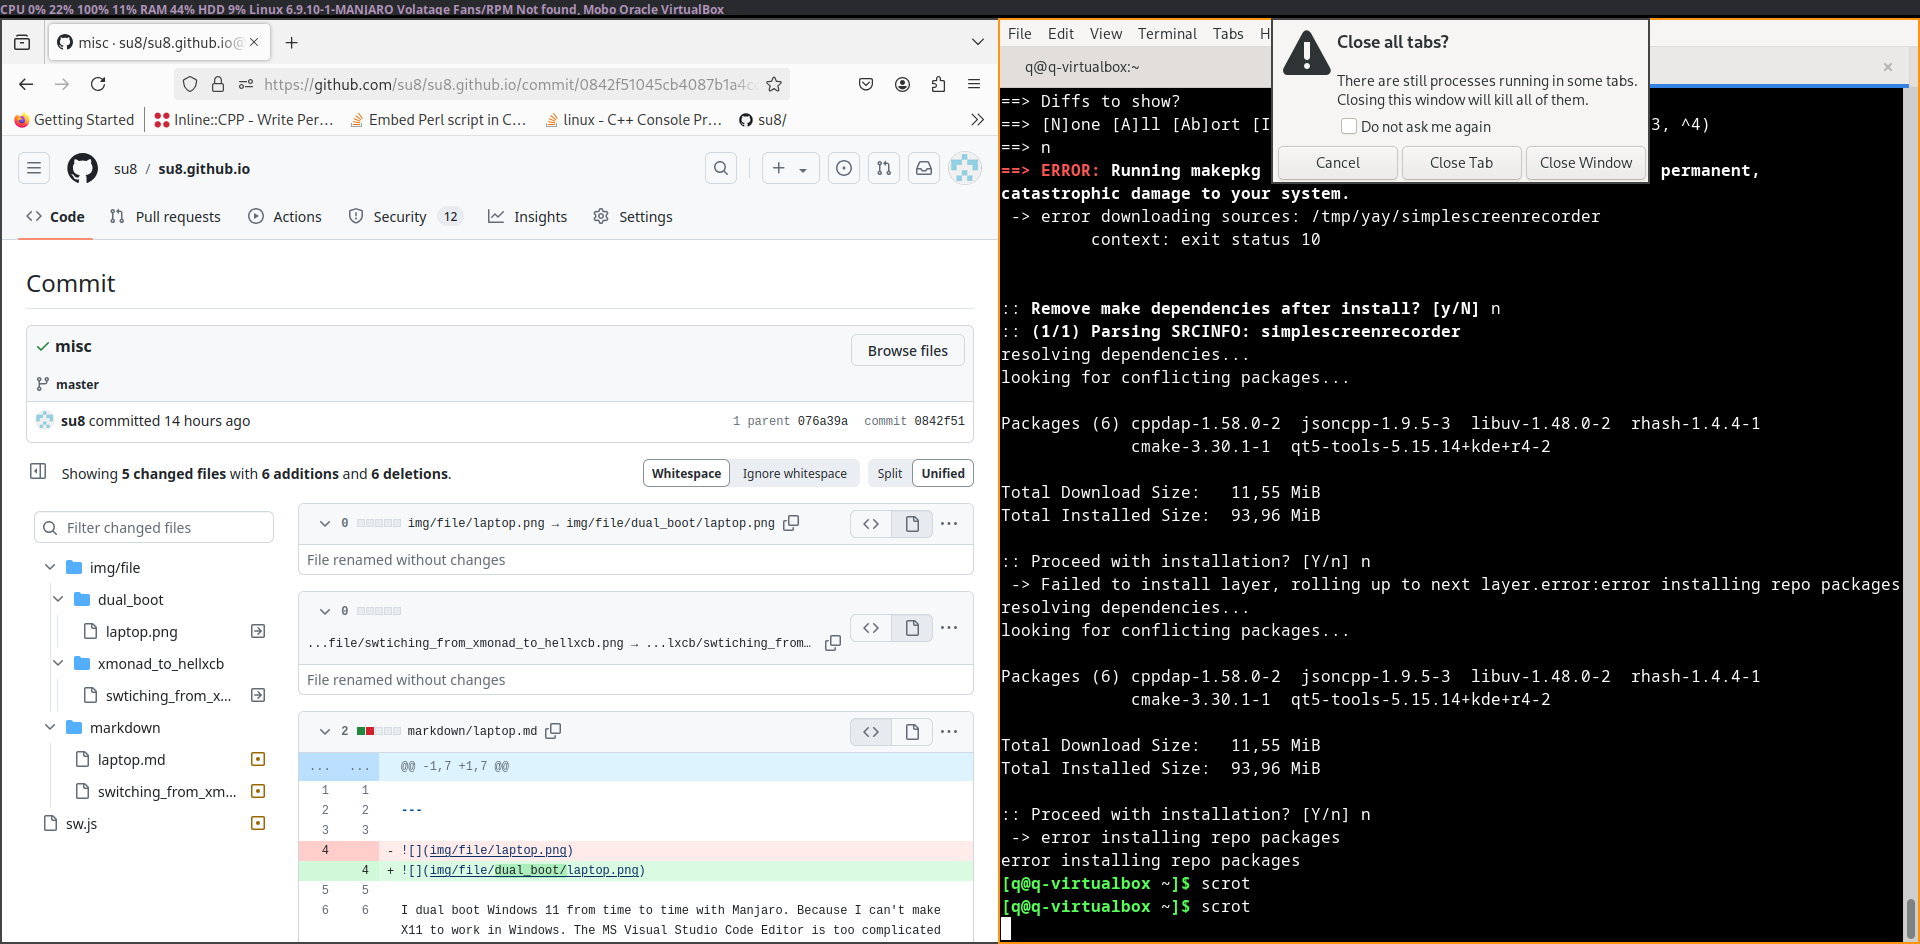 CPU 0% 22% 100% 11% RAM 44% HDD 9% Linux 6.9.10-1-MANJARO Volatage Fans/RPM Not found, Mobo Oracle VirtualBox
misc · su8/su8.github.io@
https://github.com/su8/su8.github.io/commit/0842f51045cb4087b1a4c
Getting Started
Inline::CPP - Write Per…
Embed Perl script in C…
linux - C++ Console Pr…
su8/
su8 / su8.github.io
Code
Pull requests
Actions
Security 12
Insights
Settings
Commit
misc
Browse files
master
su8 committed 14 hours ago
1 parent 076a39a commit 0842f51
Showing 5 changed files with 6 additions and 6 deletions.
Whitespace
Ignore whitespace
Split
Unified
Filter changed files
img/file
dual_boot
laptop.png
xmonad_to_hellxcb
swtiching_from_x...
markdown
laptop.md
switching_from_xm...
sw.js
0 img/file/laptop.png → img/file/dual_boot/laptop.png
File renamed without changes
0
...file/swtiching_from_xmonad_to_hellxcb.png → ...lxcb/swtiching_from…
File renamed without changes
2 markdown/laptop.md
... ... @@ -1,7 +1,7 @@
1 1
2 2 ---
3 3
4 - ![](img/file/laptop.png)
4 + ![](img/file/dual_boot/laptop.png)
5 5
6 6 I dual boot Windows 11 from time to time with Manjaro. Because I can't make
X11 to work in Windows. The MS Visual Studio Code Editor is too complicated
File Edit View Terminal Tabs H
q@q-virtualbox:~
==> Diffs to show?
==> [N]one [A]ll [Ab]ort [I 3, ^4)
==> n
==> ERROR: Running makepkg permanent,
catastrophic damage to your system.
-> error downloading sources: /tmp/yay/simplescreenrecorder
context: exit status 10
:: Remove make dependencies after install? [y/N] n
:: (1/1) Parsing SRCINFO: simplescreenrecorder
resolving dependencies...
looking for conflicting packages...
Packages (6) cppdap-1.58.0-2 jsoncpp-1.9.5-3 libuv-1.48.0-2 rhash-1.4.4-1
cmake-3.30.1-1 qt5-tools-5.15.14+kde+r4-2
Total Download Size: 11,55 MiB
Total Installed Size: 93,96 MiB
:: Proceed with installation? [Y/n] n
-> Failed to install layer, rolling up to next layer.error:error installing repo packages
resolving dependencies...
looking for conflicting packages...
Packages (6) cppdap-1.58.0-2 jsoncpp-1.9.5-3 libuv-1.48.0-2 rhash-1.4.4-1
cmake-3.30.1-1 qt5-tools-5.15.14+kde+r4-2
Total Download Size: 11,55 MiB
Total Installed Size: 93,96 MiB
:: Proceed with installation? [Y/n] n
-> error installing repo packages
error installing repo packages
[q@q-virtualbox ~]$ scrot
[q@q-virtualbox ~]$ scrot
Close all tabs?
There are still processes running in some tabs.
Closing this window will kill all of them.
Do not ask me again
Cancel
Close Tab
Close Window